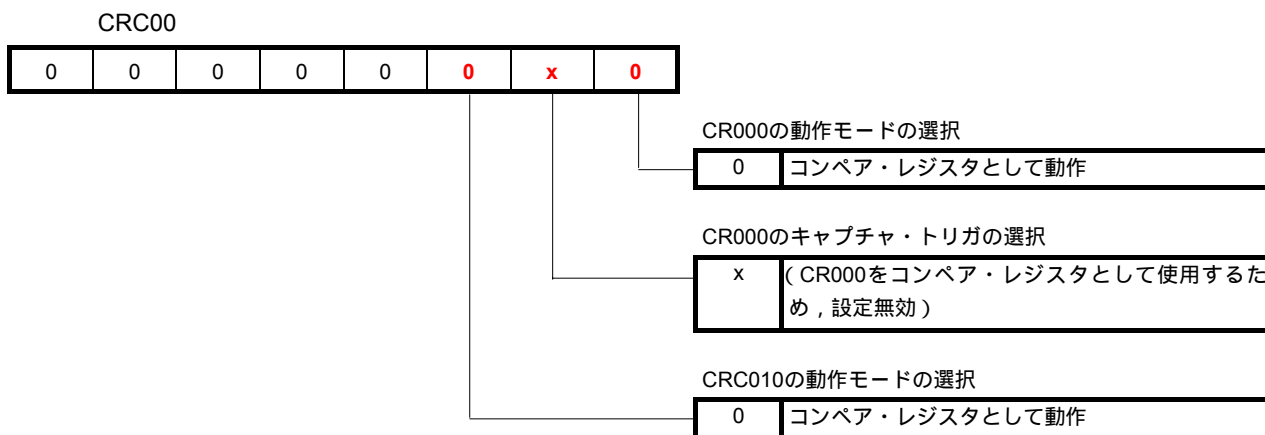 CRC00
0 0 0 0 0 0 x 0
CR000の動作モードの選択
0 コンペア・レジスタとして動作
CR000のキャプチャ・トリガの選択
x (CR000をコンペア・レジスタとして使用するた
め,設定無効)
CRC010の動作モードの選択
0 コンペア・レジスタとして動作